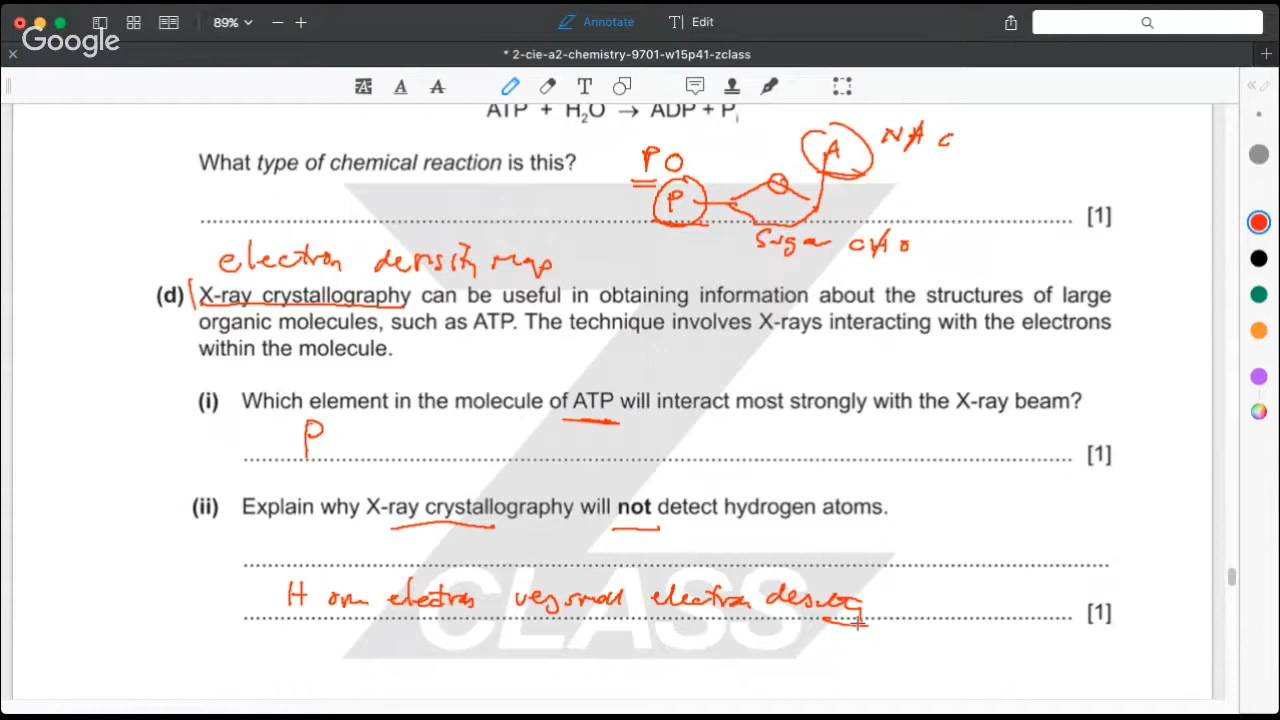 89%
Annotate
T Edit
Google
* 2-cie-a2-chemistry-9701-w15p41-zclass
ATP + H₂O → ADP + Pᵢ
What type of chemical reaction is this?
P O
P
A
N H C
[1]
Sugar C H O
electron density map
(d) X-ray crystallography can be useful in obtaining information about the structures of large
organic molecules, such as ATP. The technique involves X-rays interacting with the electrons
within the molecule.
(i) Which element in the molecule of ATP will interact most strongly with the X-ray beam?
P
[1]
(ii) Explain why X-ray crystallography will not detect hydrogen atoms.
H one electron very small electron density
[1]
Z
CLASS